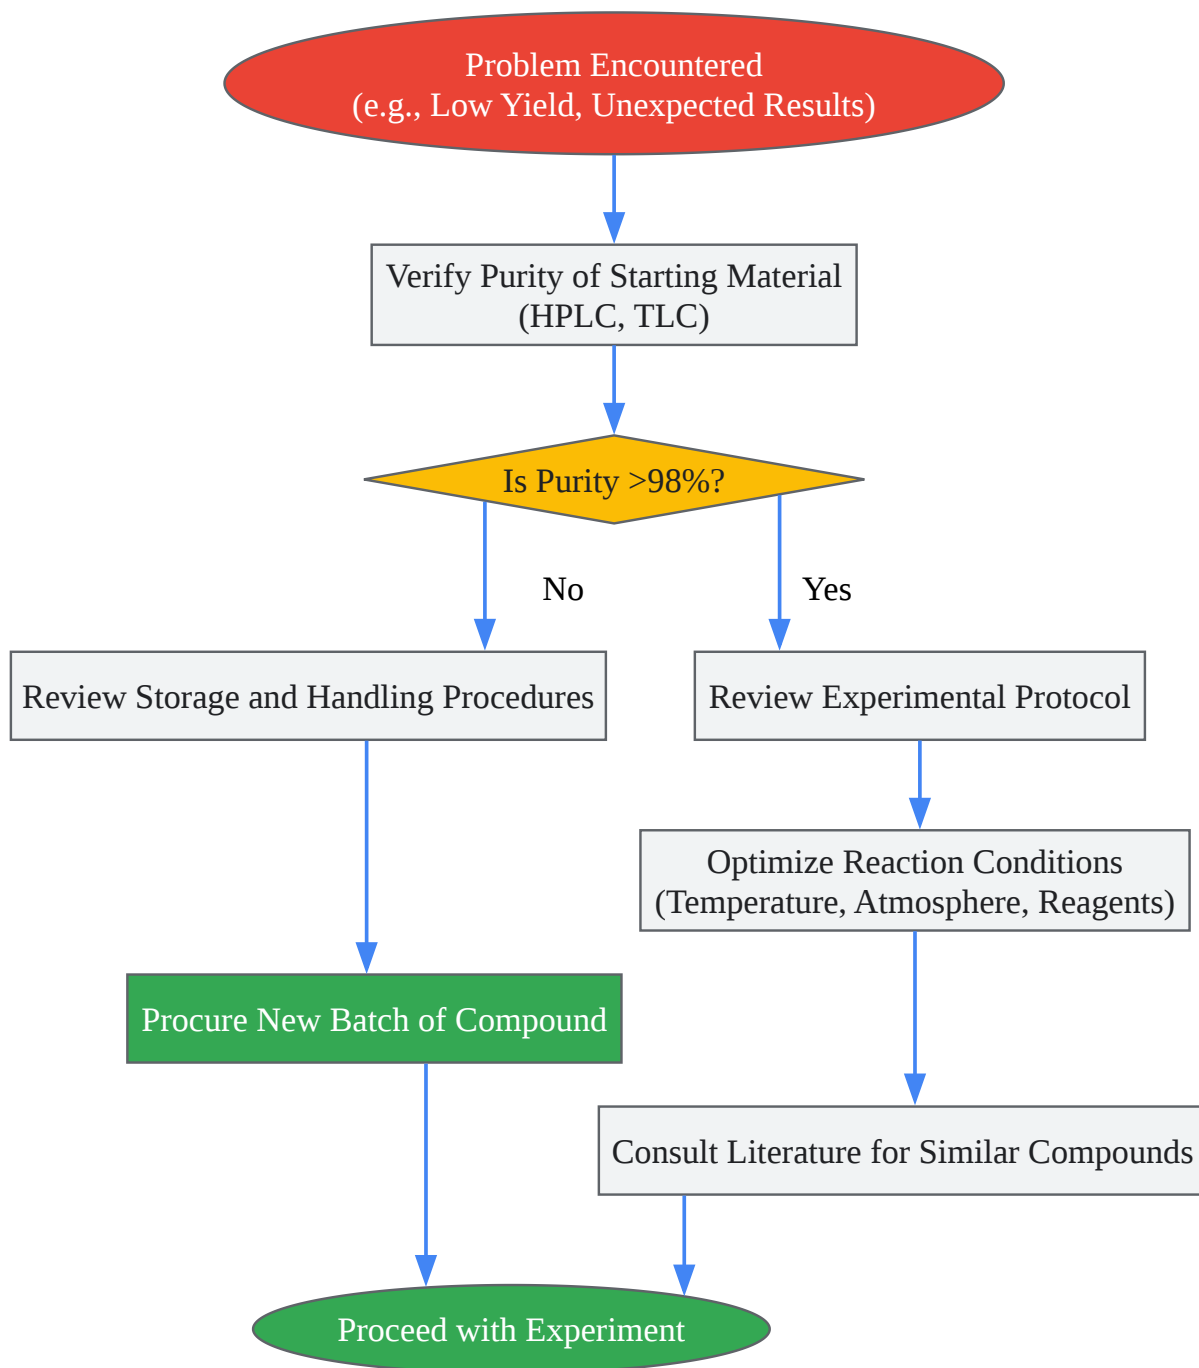 Problem Encountered
(e.g., Low Yield, Unexpected Results)
Verify Purity of Starting Material
(HPLC, TLC)
Is Purity >98%?
No
Yes
Review Storage and Handling Procedures
Review Experimental Protocol
Optimize Reaction Conditions
(Temperature, Atmosphere, Reagents)
Procure New Batch of Compound
Consult Literature for Similar Compounds
Proceed with Experiment